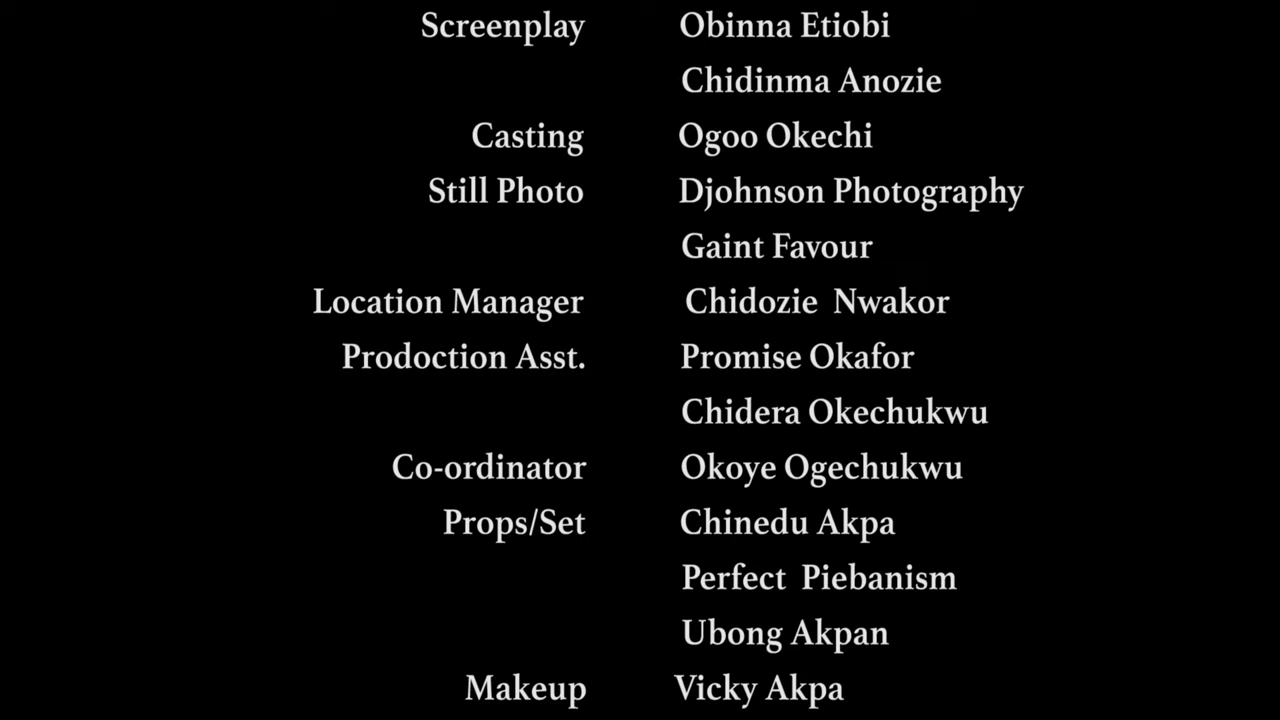 Screenplay Obinna Etiobi
Chidinma Anozie
Casting Ogoo Okechi
Still Photo Djohnson Photography
Gaint Favour
Location Manager Chidozie Nwakor
Prodoction Asst. Promise Okafor
Chidera Okechukwu
Co-ordinator Okoye Ogechukwu
Props/Set Chinedu Akpa
Perfect Piebanism
Ubong Akpan
Makeup Vicky Akpa